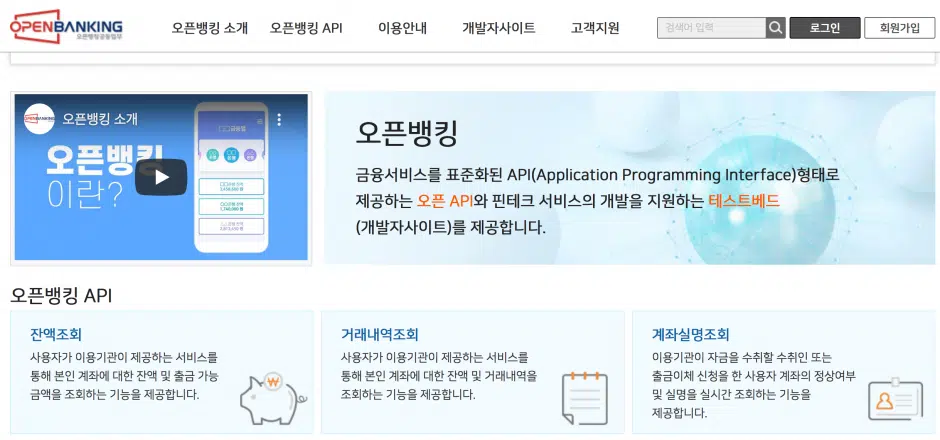 OPENBANKING
오픈뱅킹공동업무
오픈뱅킹 소개 오픈뱅킹 API 이용안내 개발자사이트 고객지원
검색어 입력
로그인
회원가입
OPENBANKING 오픈뱅킹 소개
오픈뱅킹
이란?
오픈뱅킹
금융서비스를 표준화된 API(Application Programming Interface)형태로
제공하는 오픈 API와 핀테크 서비스의 개발을 지원하는 테스트베드
(개발자사이트)를 제공합니다.
오픈뱅킹 API
잔액조회
사용자가 이용기관이 제공하는 서비스를
통해 본인 계좌에 대한 잔액 및 출금 가능
금액을 조회하는 기능을 제공합니다.
₩
거래내역조회
사용자가 이용기관이 제공하는 서비스를
통해 본인 계좌에 대한 잔액 및 거래내역을
조회하는 기능을 제공합니다.
계좌실명조회
이용기관이 자금을 수취할 수취인 또는
출금이체 신청을 한 사용자 계좌의 정상여부
및 실명을 실시간 조회하는 기능을
제공합니다.